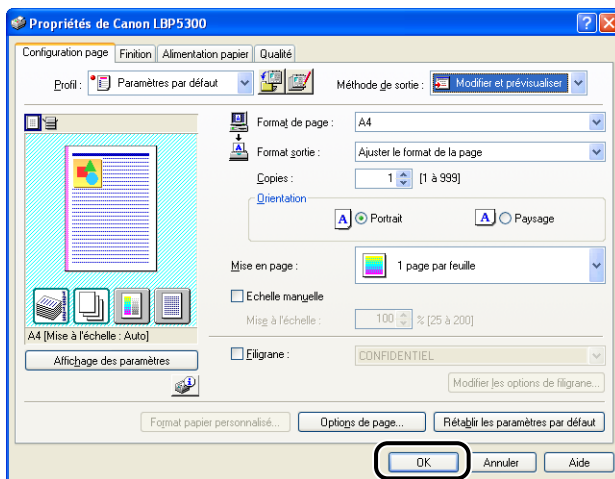 Propriétés de Canon LBP5300
Configuration page Finition Alimentation papier Qualité
Profil : Paramètres par défaut Méthode de sortie : Modifier et prévisualiser
Format de page : A4
Format sortie : Ajuster le format de la page
Copies : 1 [1 à 999]
Orientation
A Portrait A Paysage
Mise en page : 1 page par feuille
Echelle manuelle
Mise à l'échelle : 100 % [25 à 200]
A4 [Mise à l'échelle : Auto]
Affichage des paramètres
Filigrane : CONFIDENTIEL
Modifier les options de filigrane...
Format papier personnalisé... Options de page... Rétablir les paramètres par défaut
OK Annuler Aide